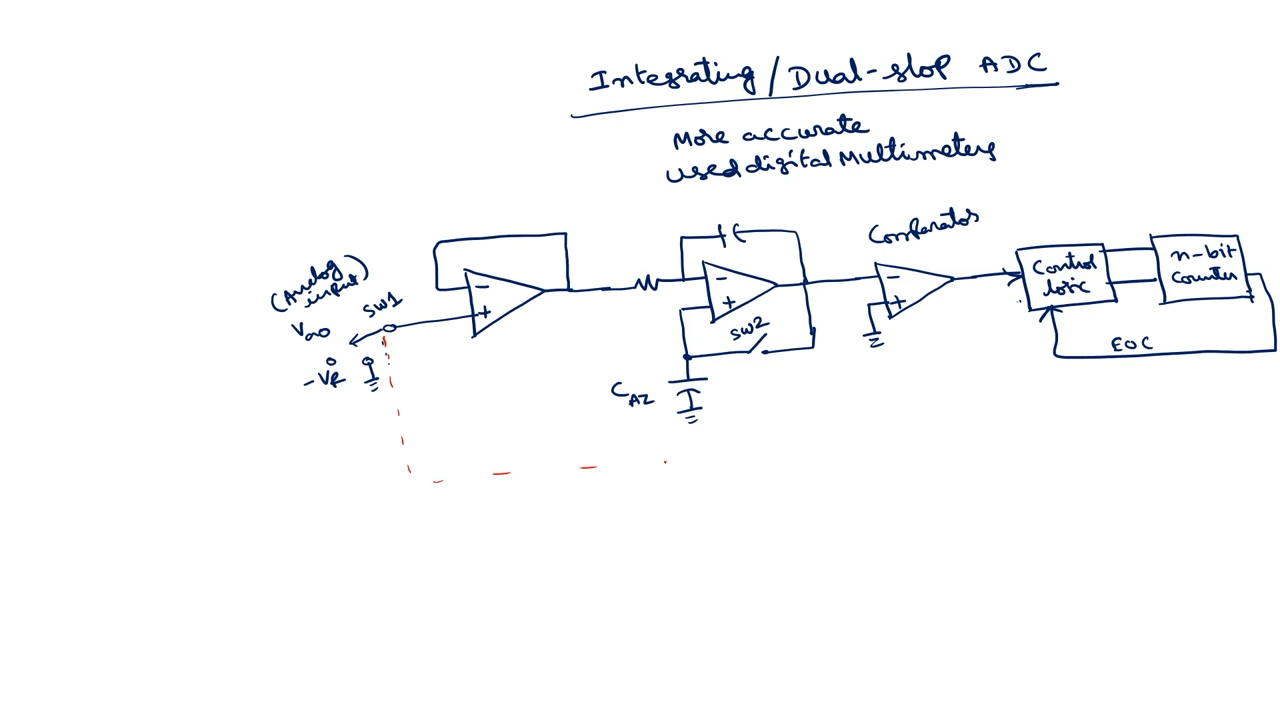 Integrating/Dual-slop ADC
More accurate
used digital Multimeters
Comparator
(Analog
input)
SW1
-VR
SW2
CAZ
-
+
-
+
-
+
Control
logic
n-bit
Counter
EOC